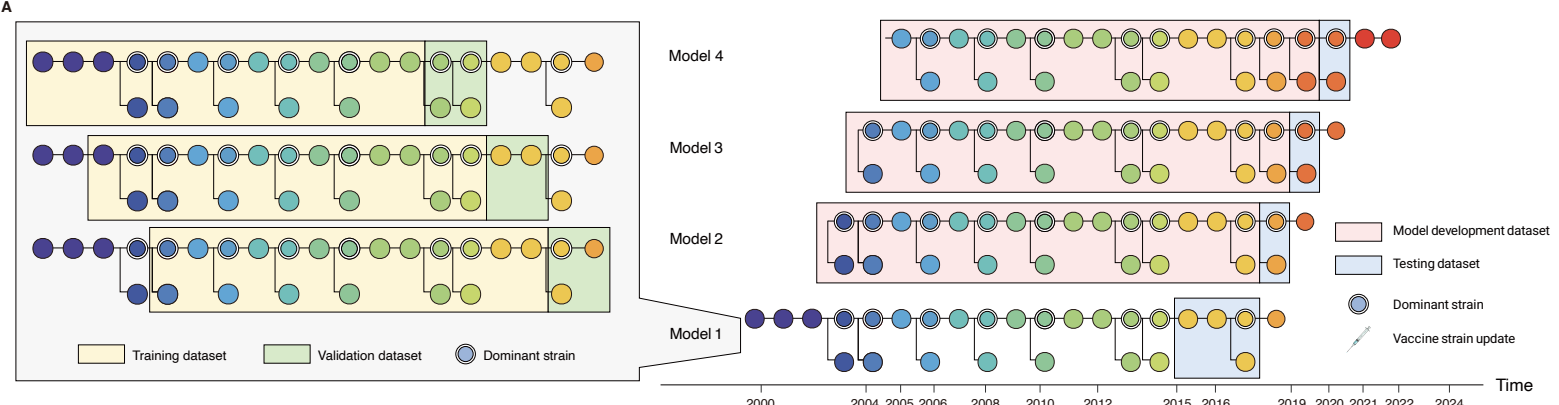 A
Model 4
Model 3
Model 2
Model 1
Training dataset
Validation dataset
Dominant strain
Model development dataset
Testing dataset
Dominant strain
Vaccine strain update
Time
2000 2004 2005 2006 2008 2010 2012 2015 2016 2019 2020 2021 2022 2024